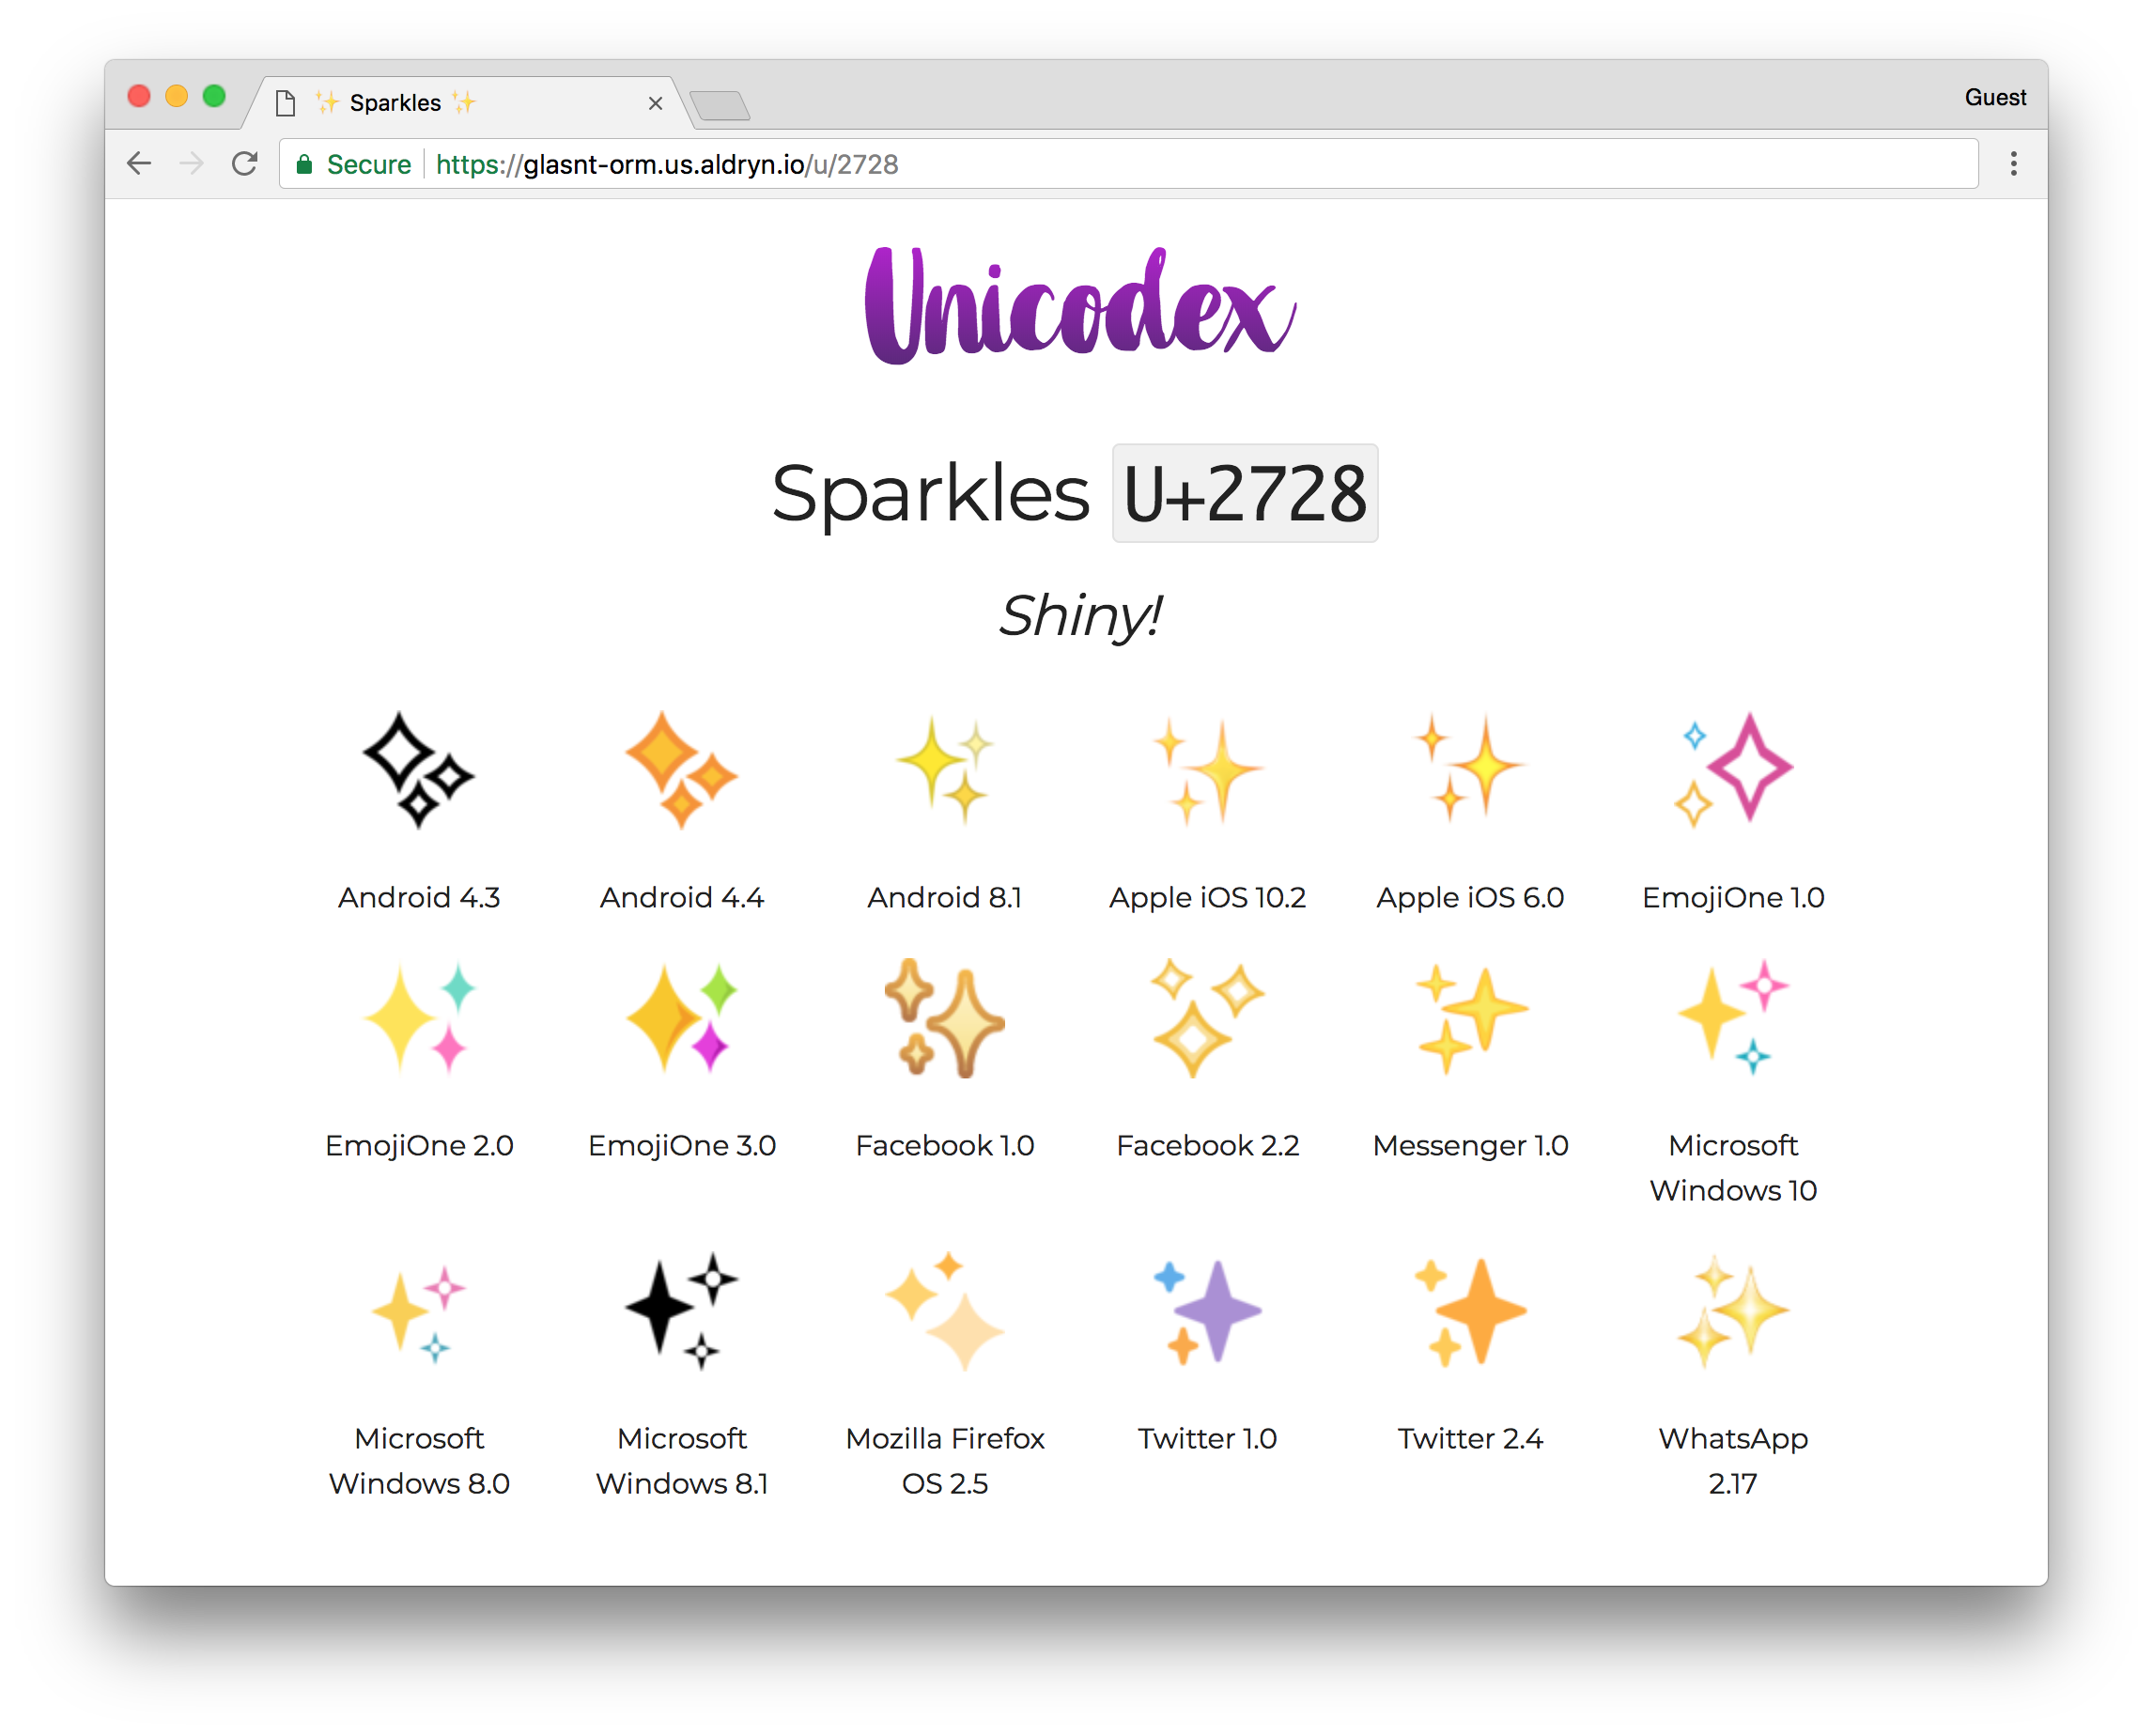 ✨ Sparkles ✨
Guest
Secure https://glasnt-orm.us.aldryn.io/u/2728
Unicodex
Sparkles U+2728
Shiny!
Android 4.3 Android 4.4 Android 8.1 Apple iOS 10.2 Apple iOS 6.0 EmojiOne 1.0
EmojiOne 2.0 EmojiOne 3.0 Facebook 1.0 Facebook 2.2 Messenger 1.0 Microsoft
Windows 10
Microsoft Microsoft Mozilla Firefox Twitter 1.0 Twitter 2.4 WhatsApp
Windows 8.0 Windows 8.1 OS 2.5 2.17